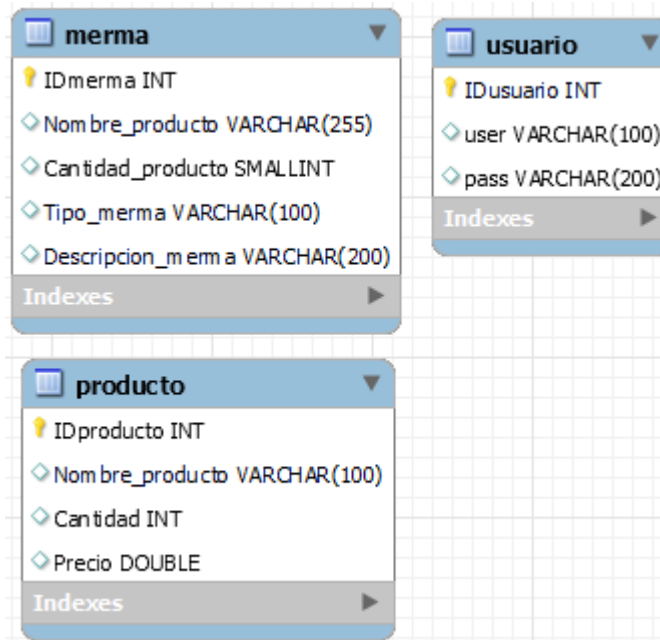 merma
IDmerma INT
Nombre_producto VARCHAR(255)
Cantidad_producto SMALLINT
Tipo_merma VARCHAR(100)
Descripcion_merma VARCHAR(200)
Indexes
usuario
IDusuario INT
user VARCHAR(100)
pass VARCHAR(200)
Indexes
producto
IDproducto INT
Nombre_producto VARCHAR(100)
Cantidad INT
Precio DOUBLE
Indexes